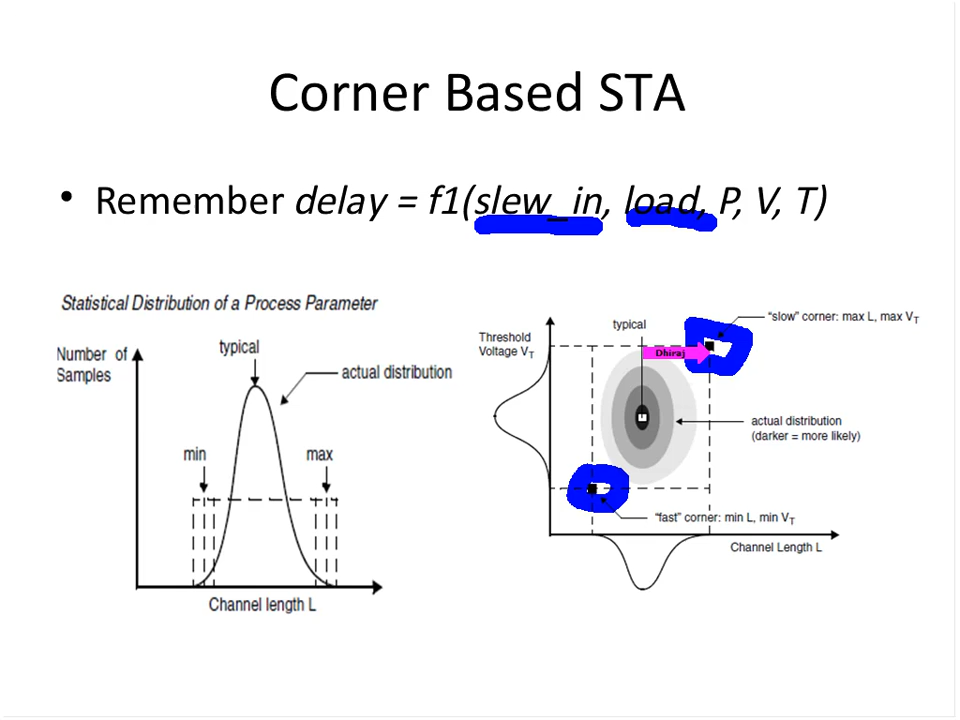 Corner Based STA
• Remember delay = f1(slew_in, load, P, V, T)
Statistical Distribution of a Process Parameter
Number of
Samples
typical
actual distribution
min
max
Channel length L
Threshold
Voltage VT
typical
"slow" corner: max L, max VT
Dhiraj
actual distribution
(darker = more likely)
"fast" corner: min L, min VT
Channel Length L